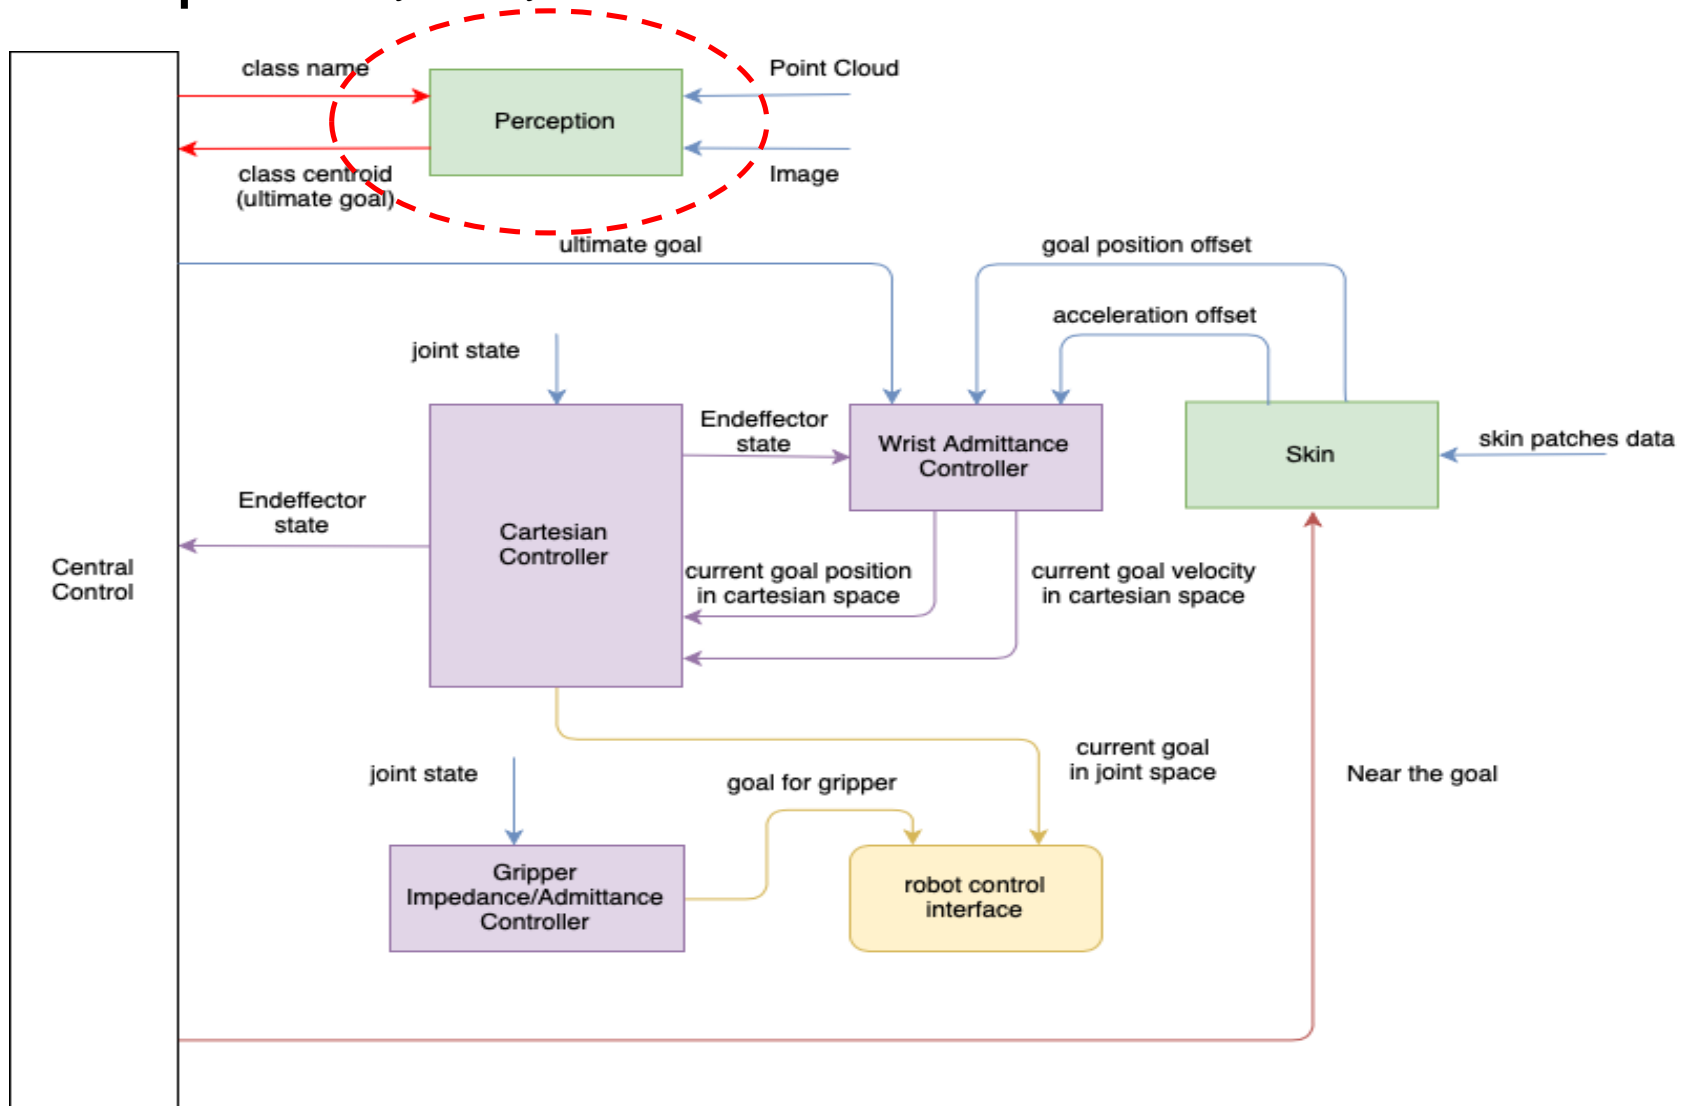 class name
Point Cloud
Perception
class centroid
(ultimate goal)
Image
ultimate goal
goal position offset
acceleration offset
joint state
Endeffector
state
Wrist Admittance
Controller
Skin
skin patches data
Endeffector
state
Cartesian
Controller
Central
Control
current goal position
in cartesian space
current goal velocity
in cartesian space
current goal
in joint space
Near the goal
joint state
goal for gripper
Gripper
Impedance/Admittance
Controller
robot control
interface